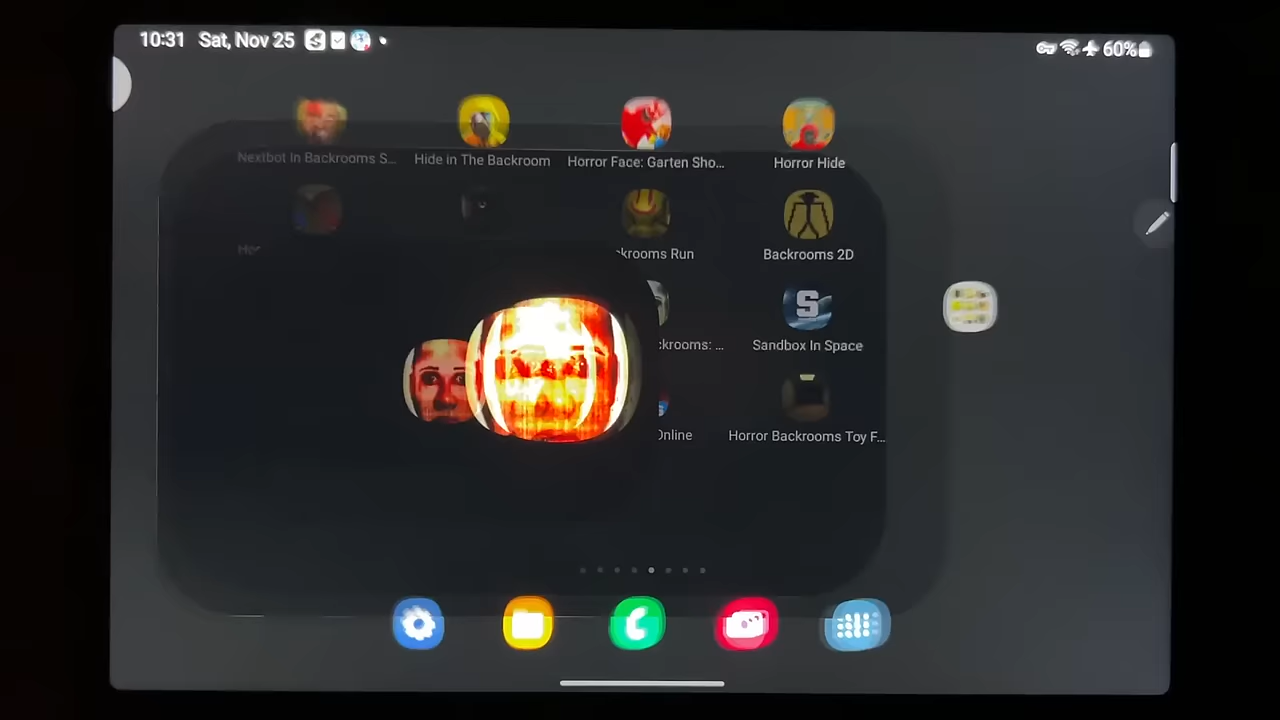 10:31 Sat, Nov 25 60%
Nextbot In Backrooms S... Hide in The Backroom Horror Face: Garten Sho... Horror Hide
Hor krooms Run Backrooms 2D
S
ckrooms: ... Sandbox In Space
Online Horror Backrooms Toy F...